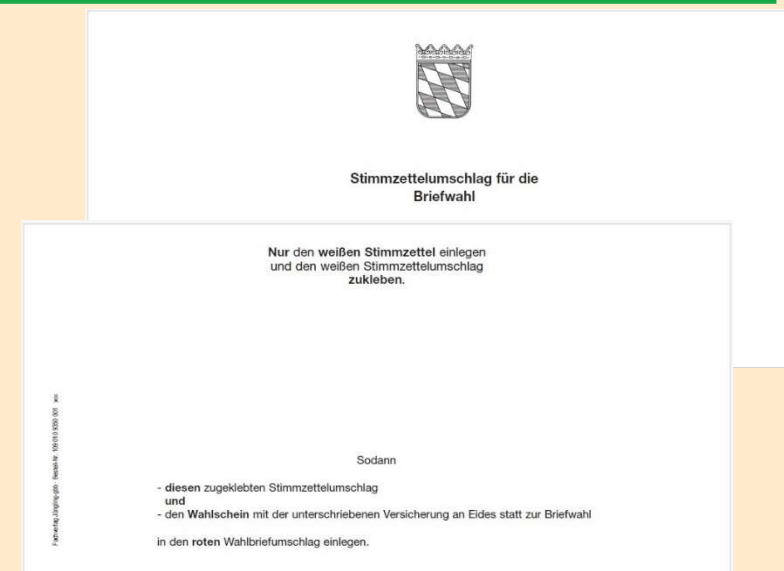 Stimmzettelumschlag für die
Briefwahl
Nur den weißen Stimmzettel einlegen
und den weißen Stimmzettelumschlag
zukleben.
Sodann
- diesen zugeklebten Stimmzettelumschlag
und
- den Wahlschein mit der unterschriebenen Versicherung an Eides statt zur Briefwahl
in den roten Wahlbriefumschlag einlegen.